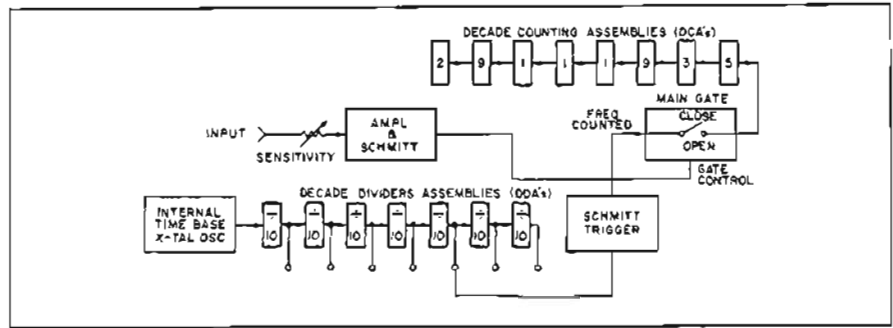 DECADE COUNTING ASSEMBLIES (DCA's)
2 9 1 1 1 9 3 5
MAIN GATE
FREQ
COUNTED
CLOSE
OPEN
GATE
CONTROL
INPUT
SENSITIVITY
AMPL
&
SCHMITT
DECADE DIVIDERS ASSEMBLIES (DDA's)
INTERNAL
TIME BASE
X-TAL OSC
÷ ÷ ÷ ÷ ÷ ÷ ÷
10 10 10 10 10 10 10
SCHMITT
TRIGGER